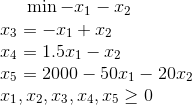 min −x₁ − x₂
x₃ = −x₁ + x₂
x₄ = 1.5x₁ − x₂
x₅ = 2000 − 50x₁ − 20x₂
x₁, x₂, x₃, x₄, x₅ ≥ 0